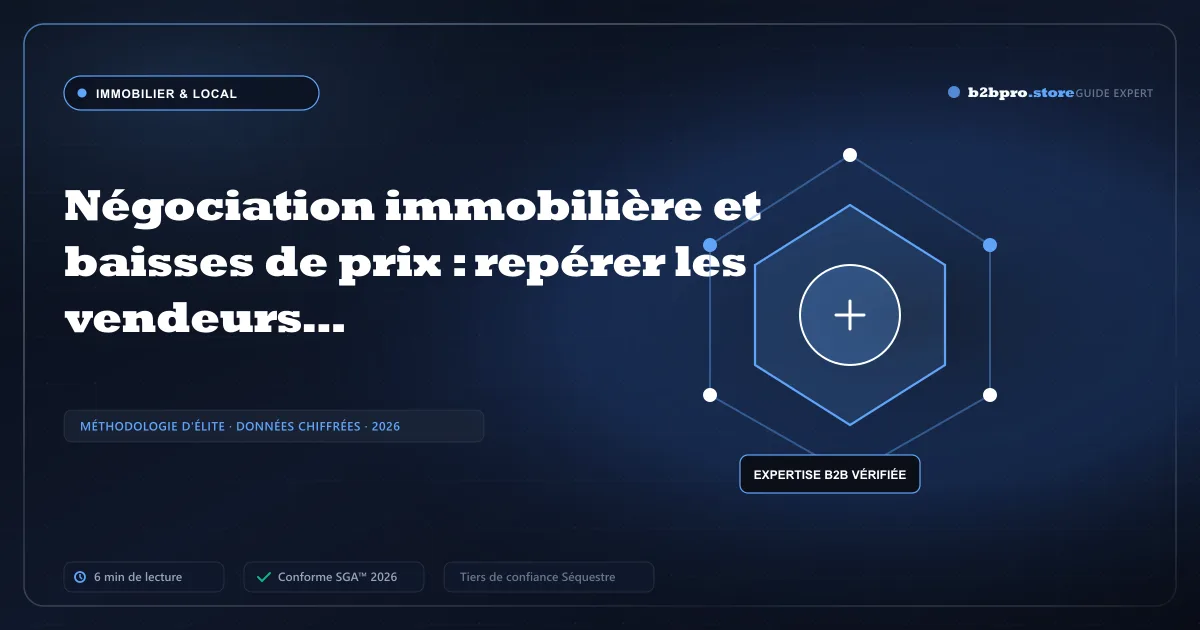 IMMOBILIER & LOCAL
b2bpro.store GUIDE EXPERT
Négociation immobilière et
baisses de prix : repérer les
vendeurs...
MÉTHODOLOGIE D'ÉLITE · DONNÉES CHIFFRÉES · 2026
EXPERTISE B2B VÉRIFIÉE
6 min de lecture
Conforme SGA™ 2026
Tiers de confiance Séquestre